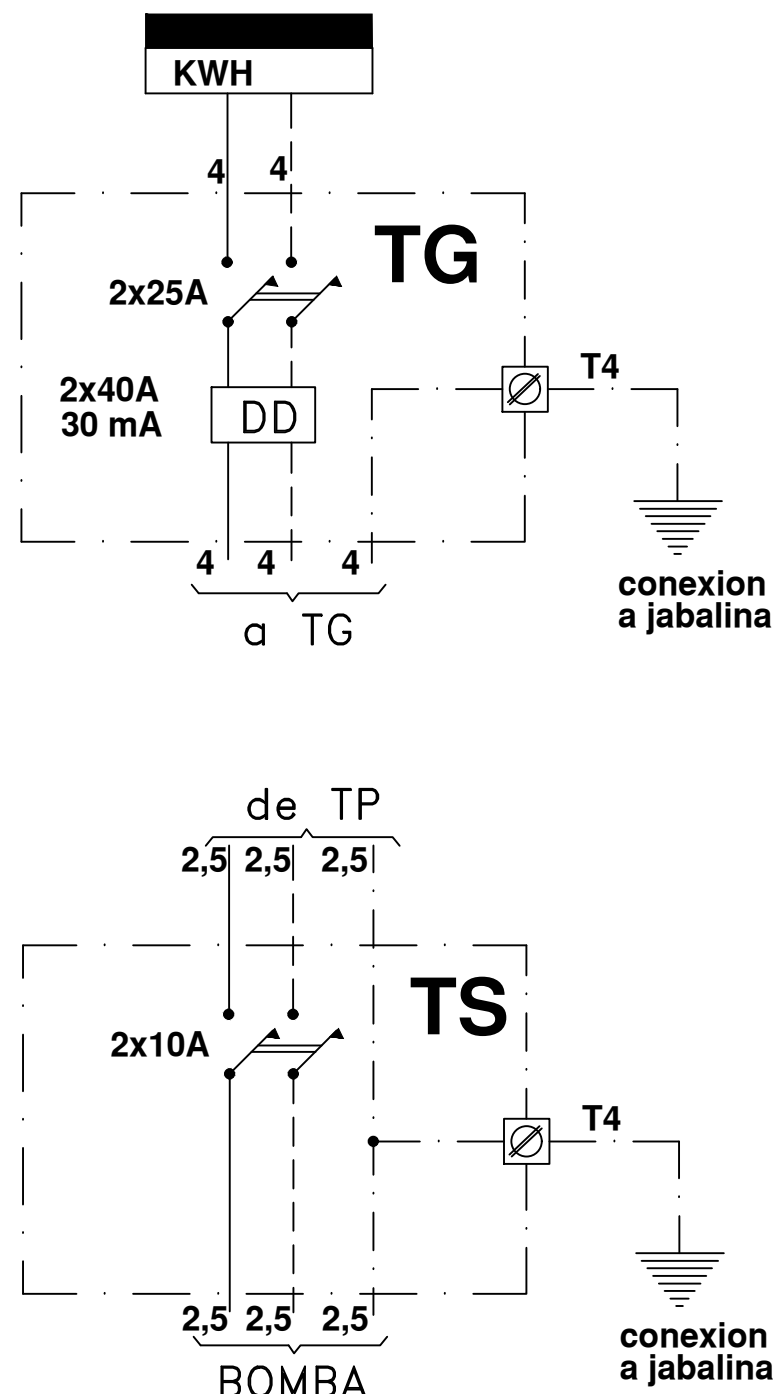 KWH
4 4
TG
2x25A
T4
2x40A
30 mA
DD
4 4 4
conexion
a jabalina
a TG
de TP
2,5 2,5 2,5
TS
2x10A
T4
2,5 2,5 2,5
conexion
a jabalina
BOMBA